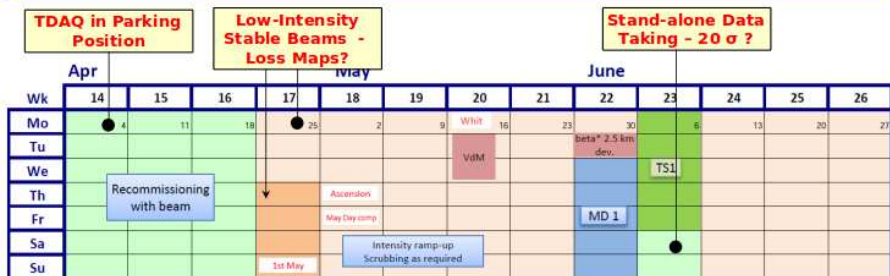 TDAQ in Parking
Position
Low-Intensity
Stable Beams -
Loss Maps?
Stand-alone Data
Taking – 20 σ ?
Apr May June
Wk 14 15 16 17 18 19 20 21 22 23 24 25 26
Mo 4 11 18 25 2 9 Whit 16 23 30 6 13 20 27
Tu VdM beta* 2.5 km
dev.
We TS1
Th Recommissioning
with beam Ascension
Fr May Day comp MD 1
Sa Intensity ramp-up
Scrubbing as required
Su 1st May